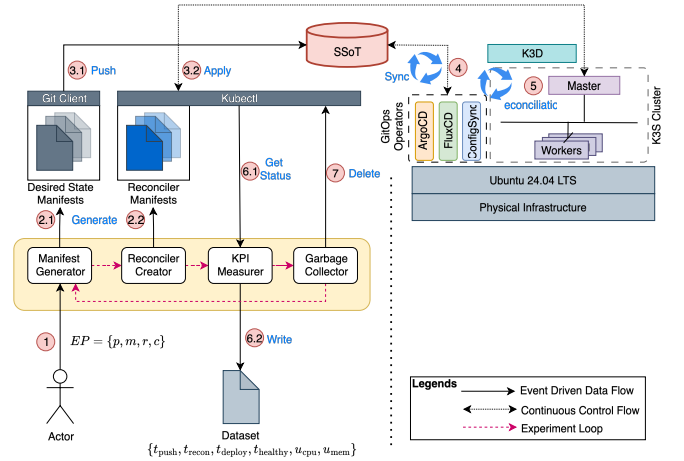 SSoT
3.1 Push
3.2 Apply
Sync
4
K3D
5
econciliatic
Master
Workers
K3S Cluster
Git Client
Kubectl
GitOps
Operators
ArgoCD
FluxCD
ConfigSync
Desired State
Manifests
Reconciler
Manifests
6.1
Get
Status
7
Delete
Ubuntu 24.04 LTS
Physical Infrastructure
2.1 Generate
2.2
Manifest
Generator
Reconciler
Creator
KPI
Measurer
Garbage
Collector
1
EP = {p, m, r, c}
6.2 Write
Actor
Dataset
{t_push, t_recon, t_deploy, t_healthy, u_cpu, u_mem}
Legends
Event Driven Data Flow
Continuous Control Flow
Experiment Loop